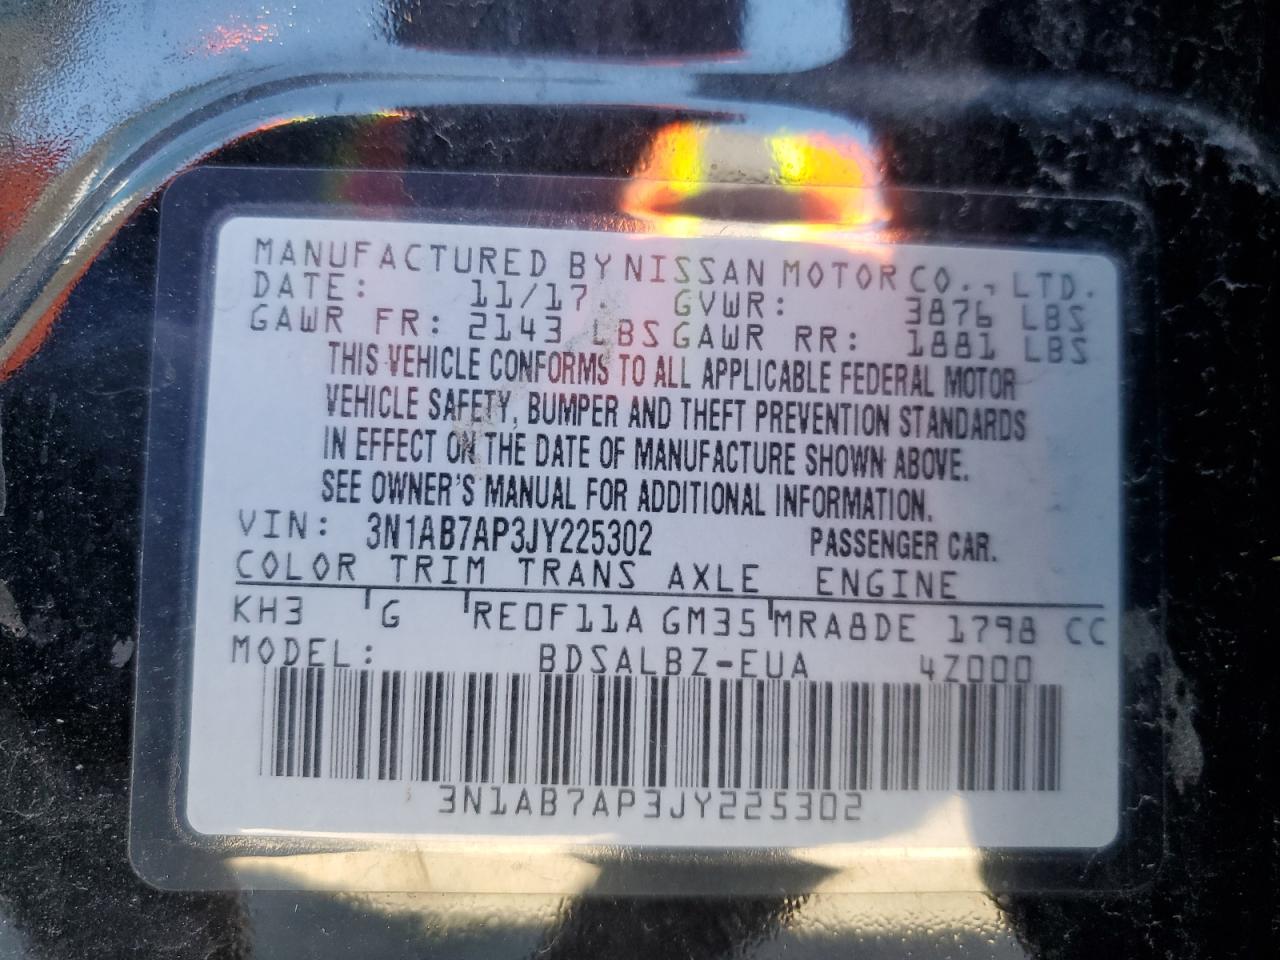 MANUFACTURED BY NISSAN MOTOR CO., LTD.
DATE: 11/17 GVWR: 3876 LBS
GAWR FR: 2143 LBS GAWR RR: 1881 LBS
THIS VEHICLE CONFORMS TO ALL APPLICABLE FEDERAL MOTOR
VEHICLE SAFETY, BUMPER AND THEFT PREVENTION STANDARDS
IN EFFECT ON THE DATE OF MANUFACTURE SHOWN ABOVE.
SEE OWNER'S MANUAL FOR ADDITIONAL INFORMATION.
VIN: 3N1AB7AP3JY225302 PASSENGER CAR.
COLOR TRIM TRANS AXLE ENGINE
KH3 G RE0F11A GM35 MRA8DE 1798 CC
MODEL: BDSALBZ-EUA 4Z000
3N1AB7AP3JY225302